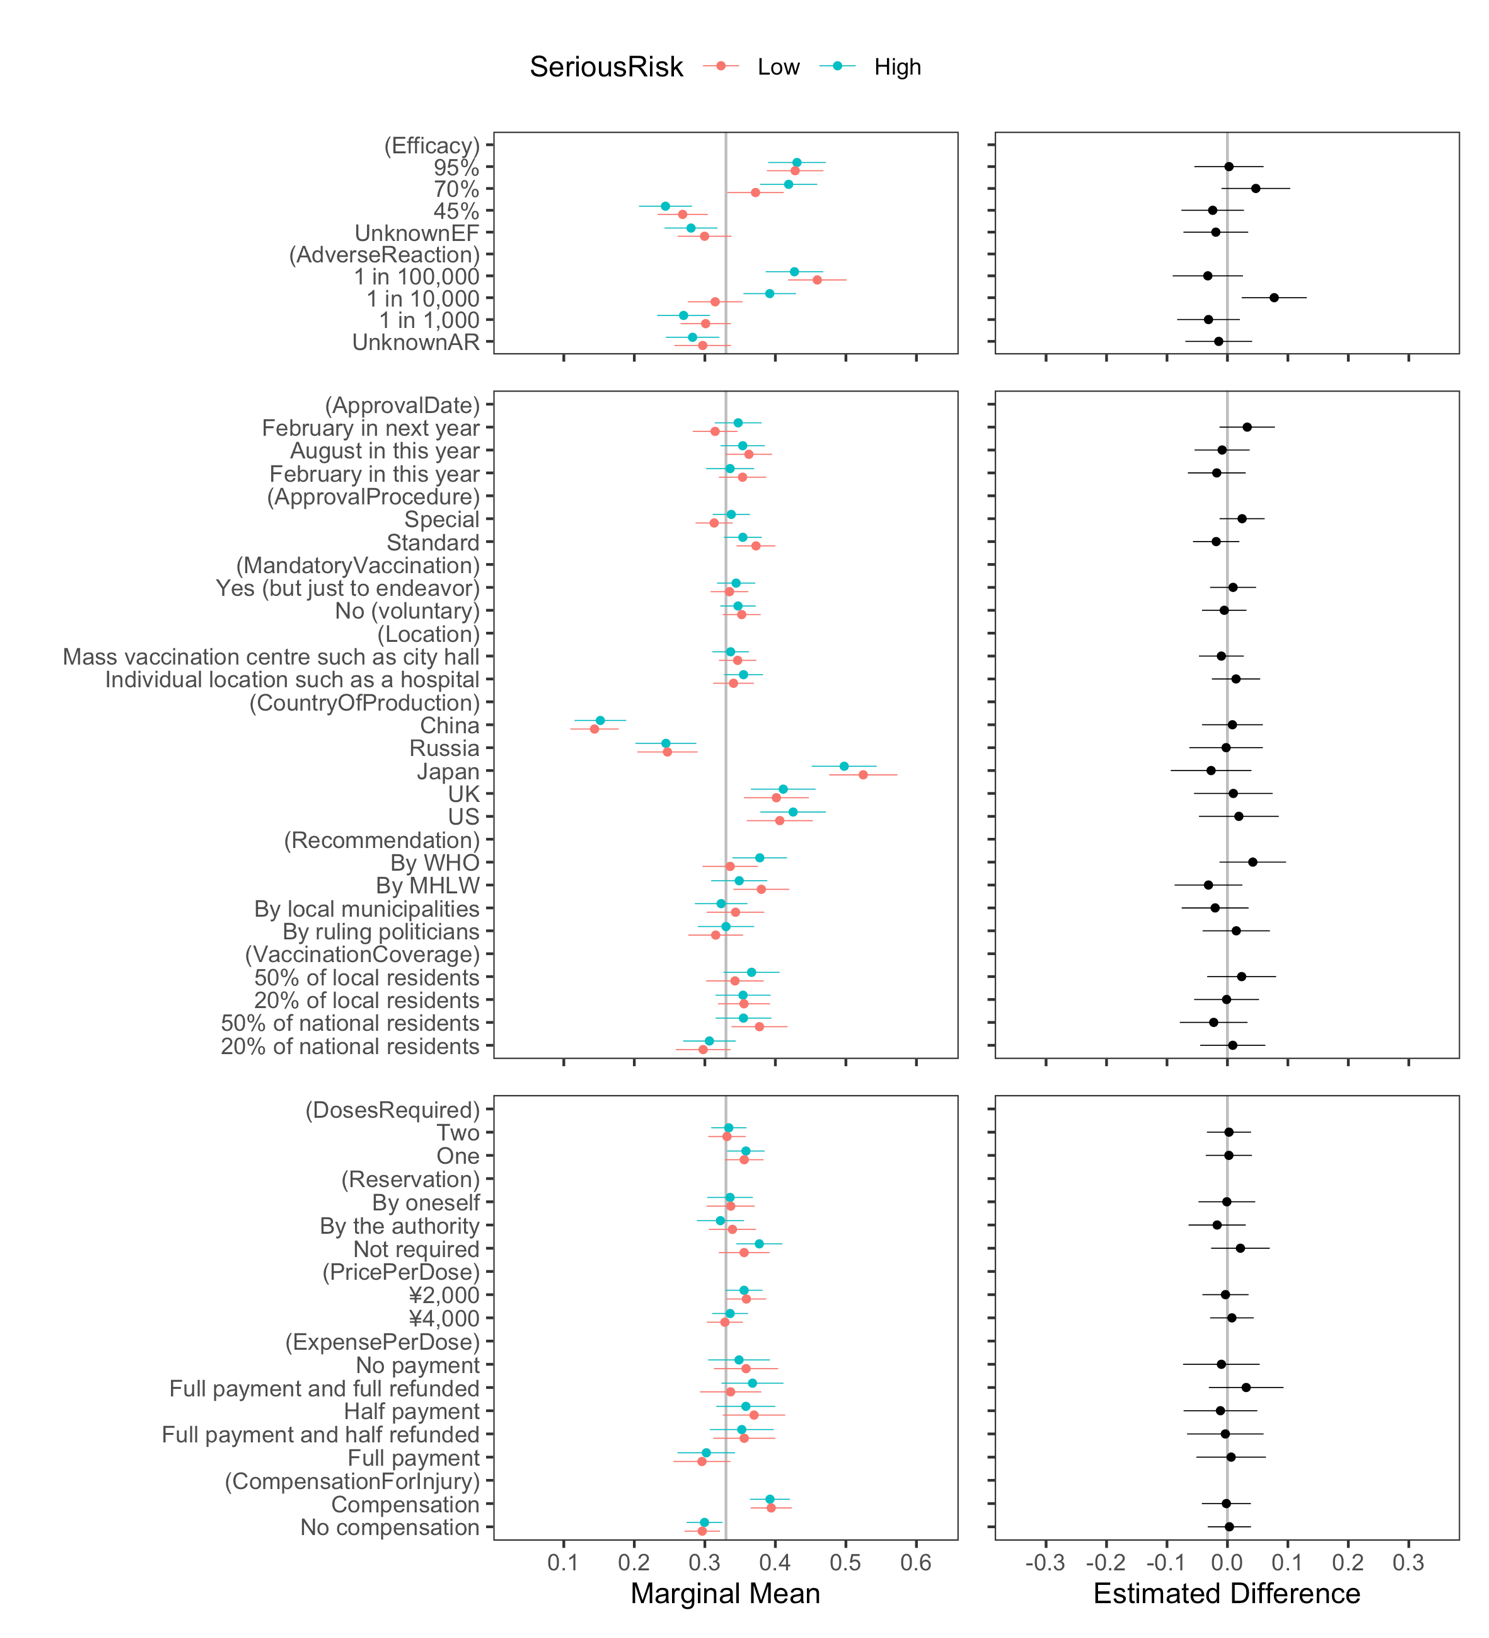 SeriousRisk Low High
(Efficacy)
95%
70%
45%
UnknownEF
(AdverseReaction)
1 in 100,000
1 in 10,000
1 in 1,000
UnknownAR
(ApprovalDate)
February in next year
August in this year
February in this year
(ApprovalProcedure)
Special
Standard
(MandatoryVaccination)
Yes (but just to endeavor)
No (voluntary)
(Location)
Mass vaccination centre such as city hall
Individual location such as a hospital
(CountryOfProduction)
China
Russia
Japan
UK
US
(Recommendation)
By WHO
By MHLW
By local municipalities
By ruling politicians
(VaccinationCoverage)
50% of local residents
20% of local residents
50% of national residents
20% of national residents
(DosesRequired)
Two
One
(Reservation)
By oneself
By the authority
Not required
(PricePerDose)
¥2,000
¥4,000
(ExpensePerDose)
No payment
Full payment and full refunded
Half payment
Full payment and half refunded
Full payment
(CompensationForInjury)
Compensation
No compensation
0.1 0.2 0.3 0.4 0.5 0.6
Marginal Mean
-0.3 -0.2 -0.1 0.0 0.1 0.2 0.3
Estimated Difference